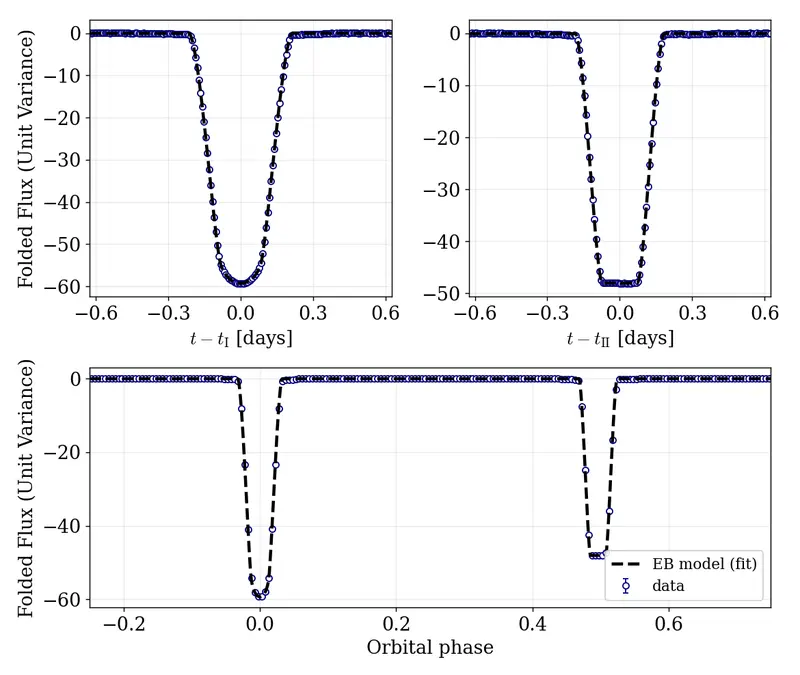 Folded Flux (Unit Variance)
0
−10
−20
−30
−40
−50
−60
−0.6 −0.3 0.0 0.3 0.6
t − tI [days]
0
−10
−20
−30
−40
−50
−0.6 −0.3 0.0 0.3 0.6
t − tII [days]
Folded Flux (Unit Variance)
0
−20
−40
−60
−0.2 0.0 0.2 0.4 0.6
Orbital phase
EB model (fit)
data